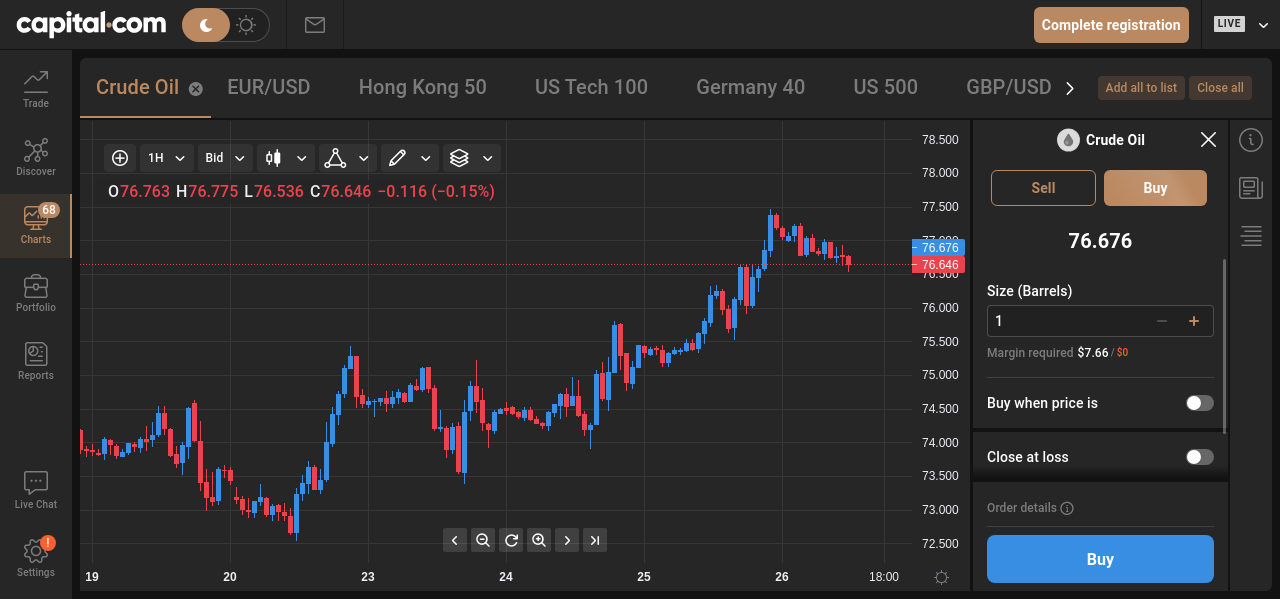 capital.com
Complete registration
LIVE
Trade
Discover
68
Charts
Portfolio
Reports
Live Chat
!
Settings
Crude Oil
EUR/USD
Hong Kong 50
US Tech 100
Germany 40
US 500
GBP/USD
Add all to list
Close all
1H
Bid
O76.763 H76.775 L76.536 C76.646 −0.116 (−0.15%)
78.500
78.000
77.500
77.000
76.676
76.646
76.500
76.000
75.500
75.000
74.500
74.000
73.500
73.000
72.500
19
20
23
24
25
26
18:00
Crude Oil
Sell
Buy
76.676
Size (Barrels)
1
Margin required $7.66 / $0
Buy when price is
Close at loss
Order details
Buy